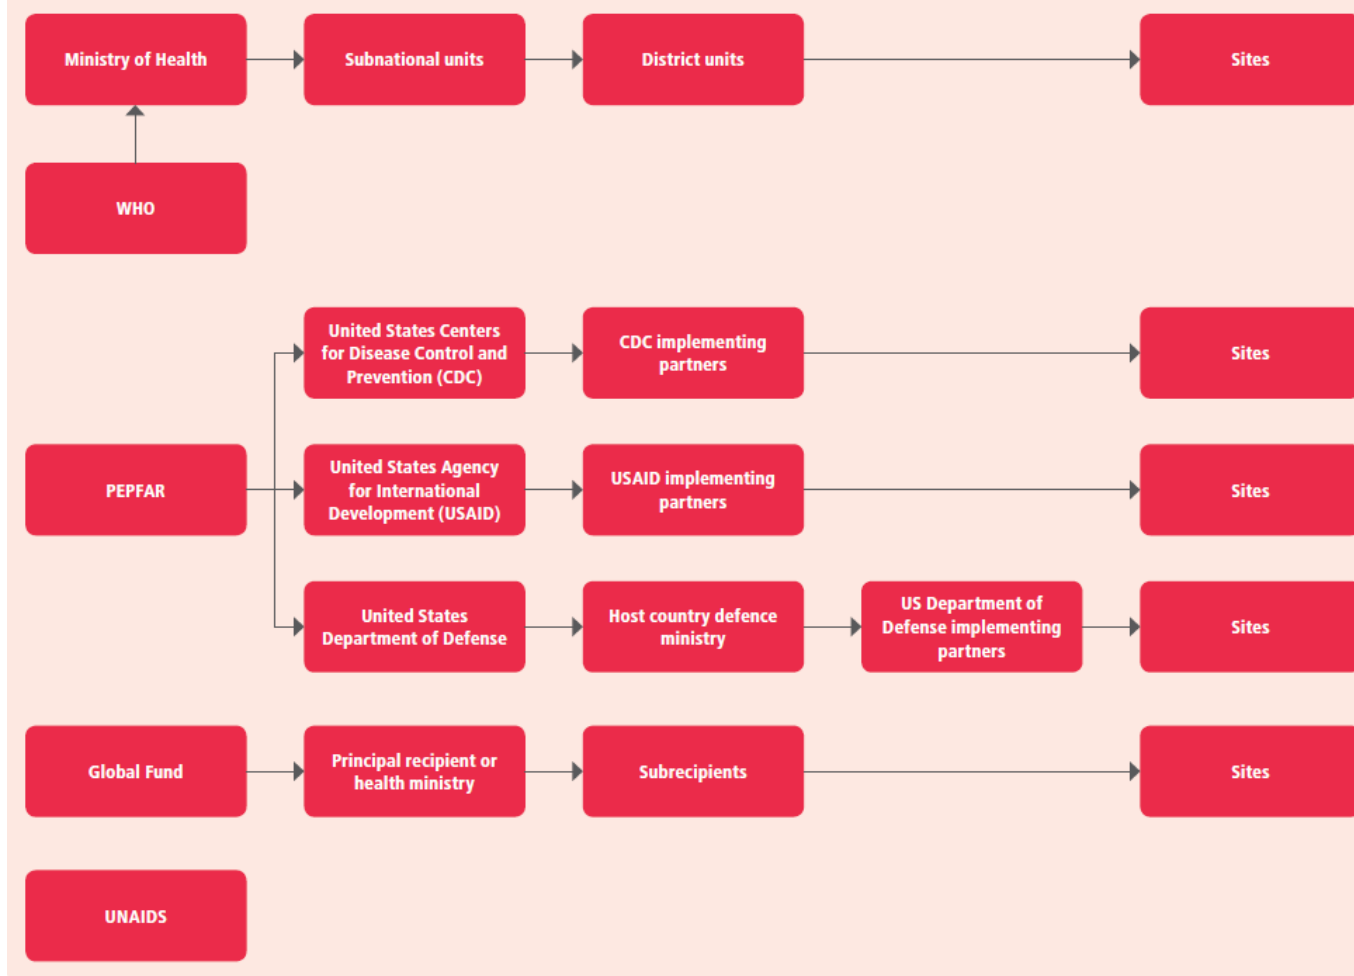 Ministry of Health
Subnational units
District units
Sites
WHO
United States Centers
for Disease Control and
Prevention (CDC)
CDC implementing
partners
Sites
PEPFAR
United States Agency
for International
Development (USAID)
USAID implementing
partners
Sites
United States
Department of Defense
Host country defence
ministry
US Department of
Defense implementing
partners
Sites
Global Fund
Principal recipient or
health ministry
Subrecipients
Sites
UNAIDS